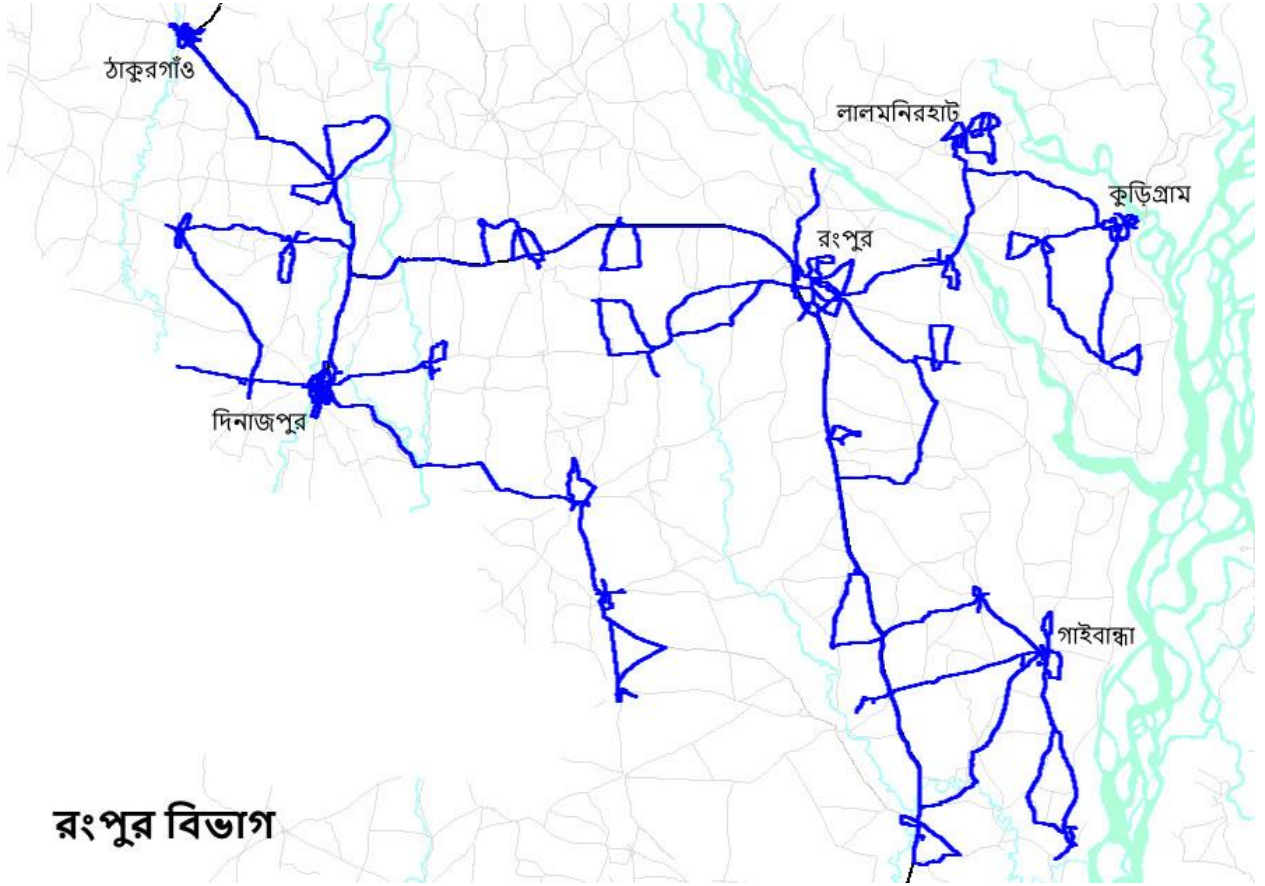 ঠাকুরগাঁও
লালমনিরহাট
কুড়িগ্রাম
রংপুর
দিনাজপুর
গাইবান্ধা
রংপুর বিভাগ